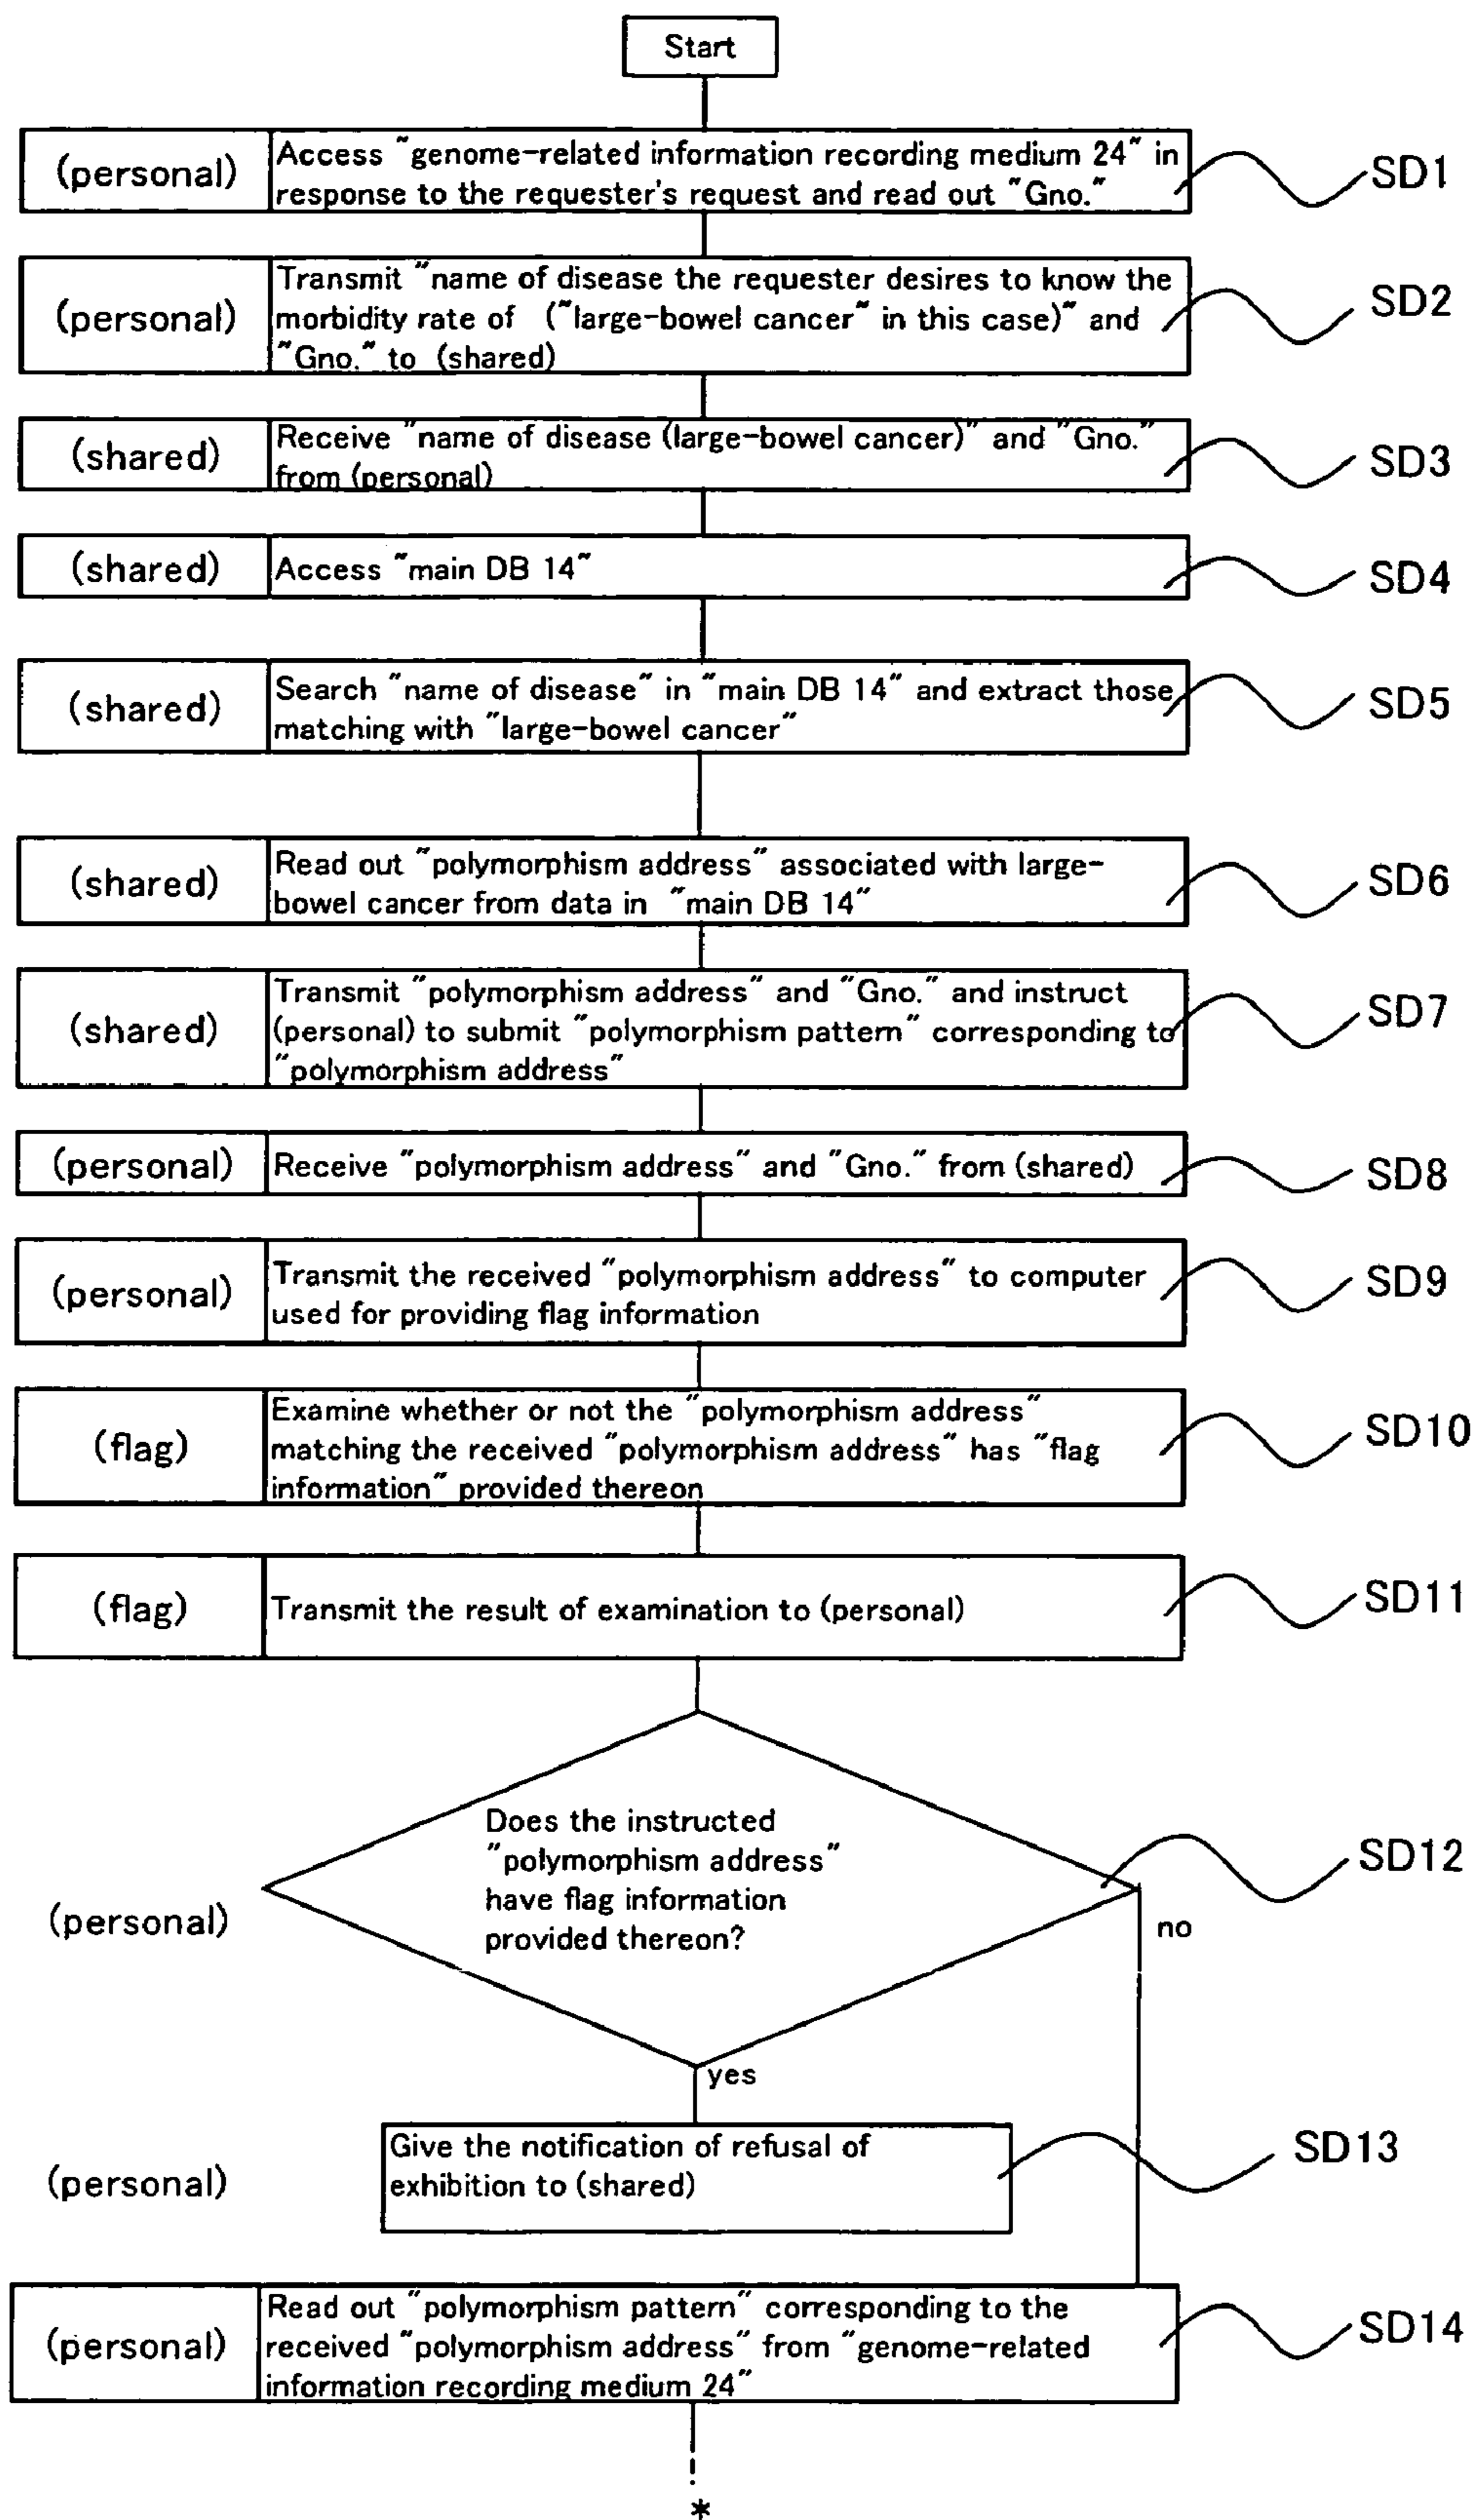 Start
(personal)
Access "genome-related information recording medium 24" in
response to the requester's request and read out "Gno."
SD1
(personal)
Transmit "name of disease the requester desires to know the
morbidity rate of ("large-bowel cancer" in this case)" and
"Gno." to (shared)
SD2
(shared)
Receive "name of disease (large-bowel cancer)" and "Gno."
from (personal)
SD3
(shared)
Access "main DB 14"
SD4
(shared)
Search "name of disease" in "main DB 14" and extract those
matching with "large-bowel cancer"
SD5
(shared)
Read out "polymorphism address" associated with large-
bowel cancer from data in "main DB 14"
SD6
(shared)
Transmit "polymorphism address" and "Gno." and instruct
(personal) to submit "polymorphism pattern" corresponding to
"polymorphism address"
SD7
(personal)
Receive "polymorphism address" and "Gno." from (shared)
SD8
(personal)
Transmit the received "polymorphism address" to computer
used for providing flag information
SD9
(flag)
Examine whether or not the "polymorphism address"
matching the received "polymorphism address" has "flag
information" provided thereon
SD10
(flag)
Transmit the result of examination to (personal)
SD11
(personal)
Does the instructed
"polymorphism address"
have flag information
provided thereon?
SD12
no
yes
(personal)
Give the notification of refusal of
exhibition to (shared)
SD13
(personal)
Read out "polymorphism pattern" corresponding to the
received "polymorphism address" from "genome-related
information recording medium 24"
SD14
*